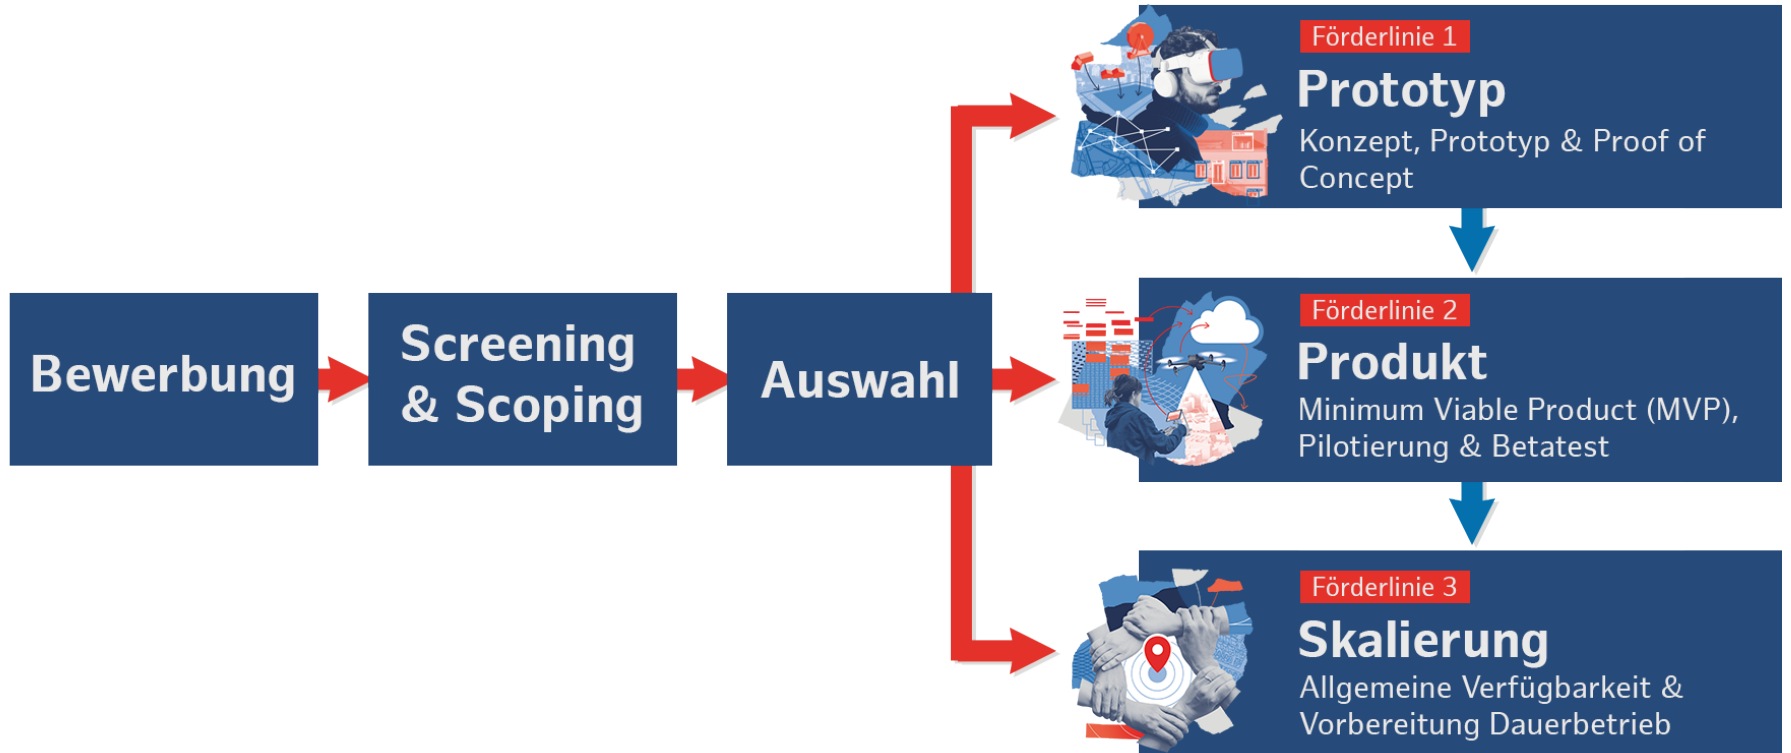 Bewerbung
Screening
& Scoping
Auswahl
Förderlinie 1
Prototyp
Konzept, Prototyp & Proof of
Concept
Förderlinie 2
Produkt
Minimum Viable Product (MVP),
Pilotierung & Betatest
Förderlinie 3
Skalierung
Allgemeine Verfügbarkeit &
Vorbereitung Dauerbetrieb